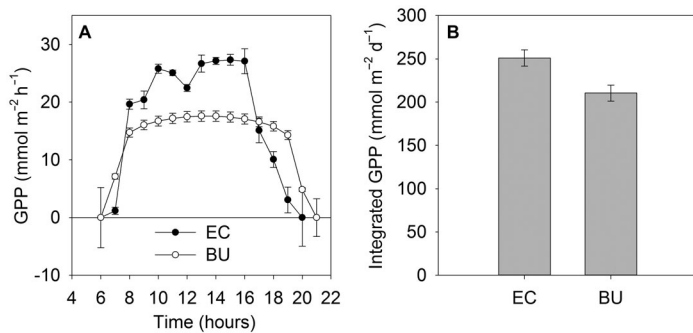 A
GPP (mmol m−2 h−1)
30
20
10
0
-10
4 6 8 10 12 14 16 18 20 22
Time (hours)
EC
BU
B
Integrated GPP (mmol m−2 d−1)
300
250
200
150
100
50
0
EC BU